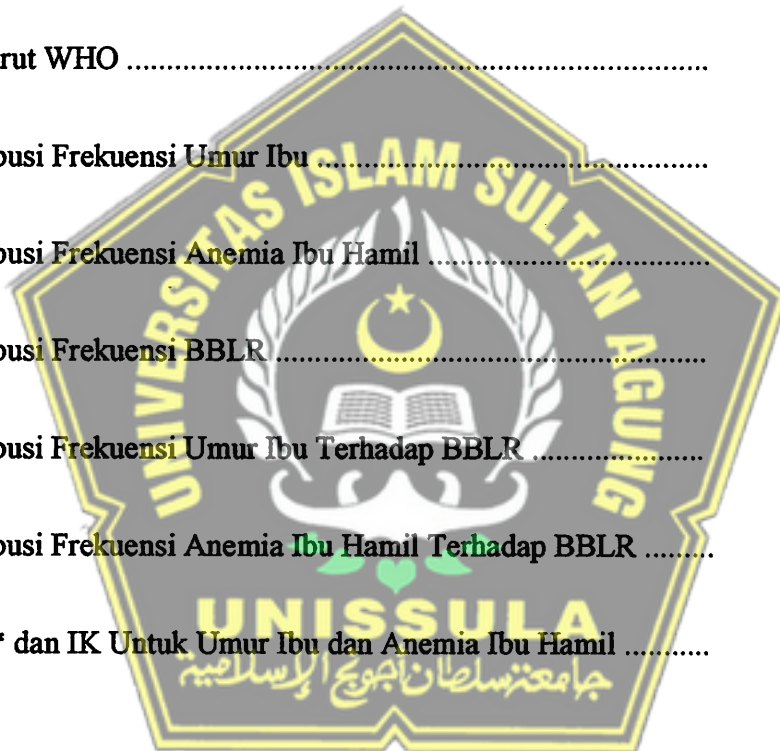 rut WHO ........................................................................
busi Frekuensi Umur Ibu ................................................
busi Frekuensi Anemia Ibu Hamil ...................................
busi Frekuensi BBLR .....................................................
busi Frekuensi Umur Ibu Terhadap BBLR .....................
busi Frekuensi Anemia Ibu Hamil Terhadap BBLR .........
* dan IK Untuk Umur Ibu dan Anemia Ibu Hamil ...........
UNIVERSITAS ISLAM SULTAN AGUNG
UNISSULA
جامعتسلطان أجونج الإسلامية